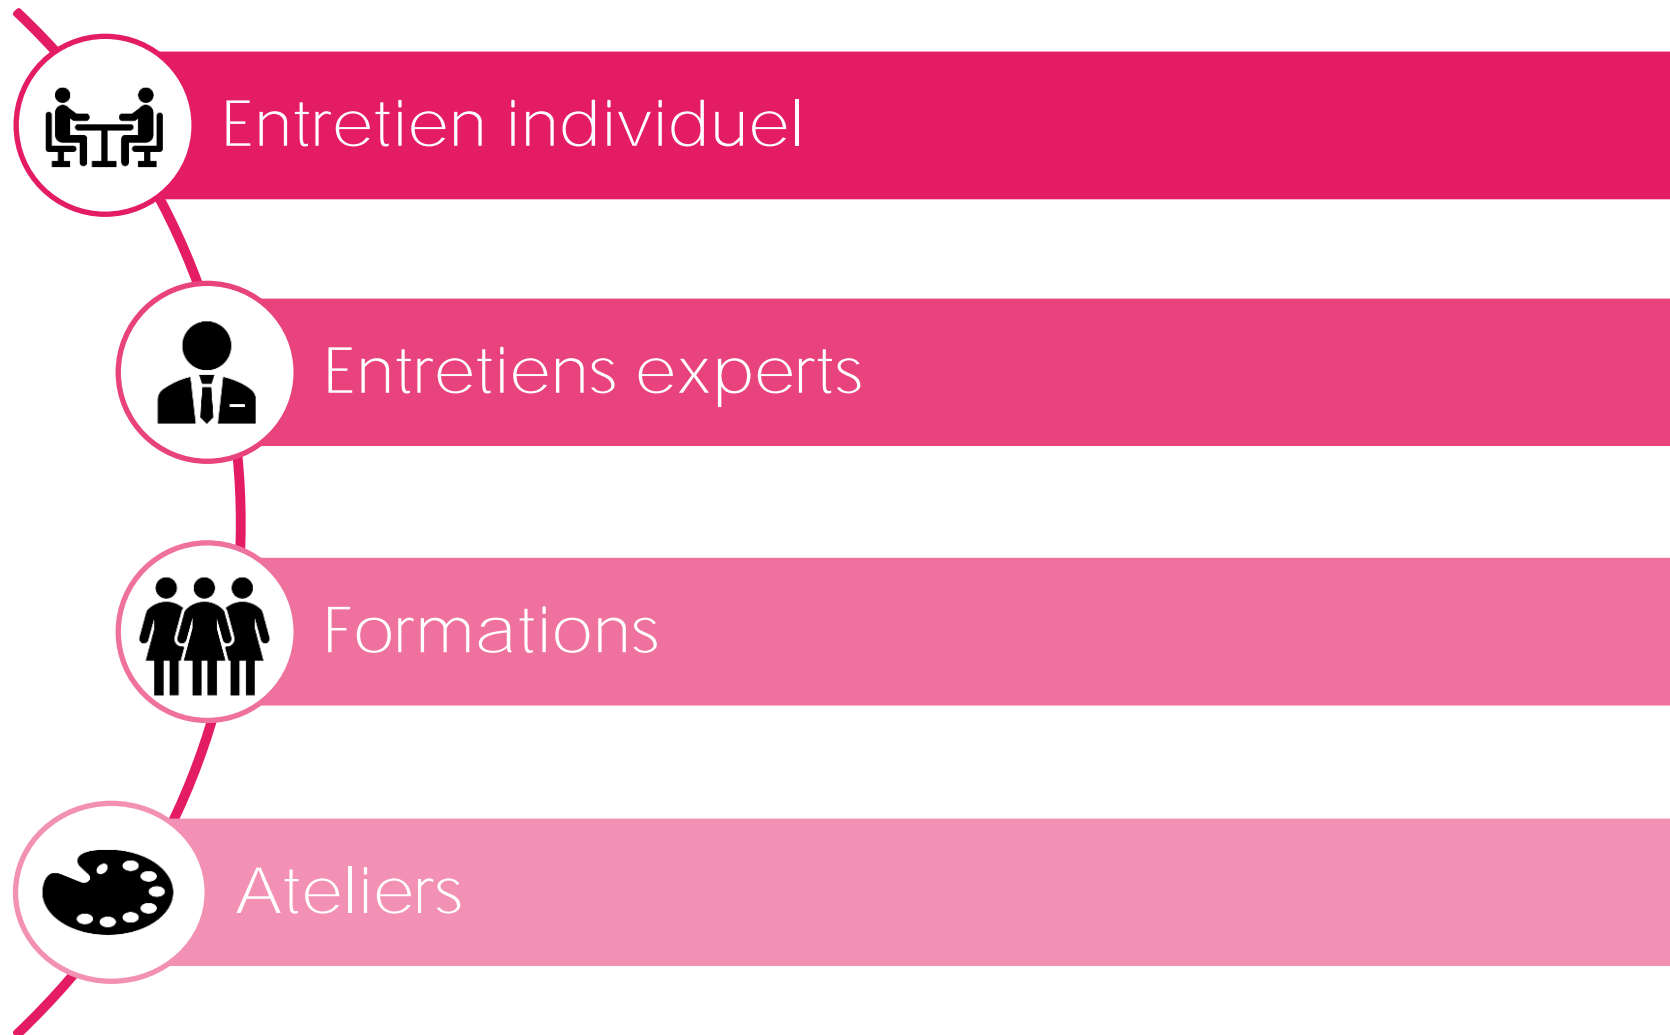 Entretien individuel
Entretiens experts
Formations
Ateliers